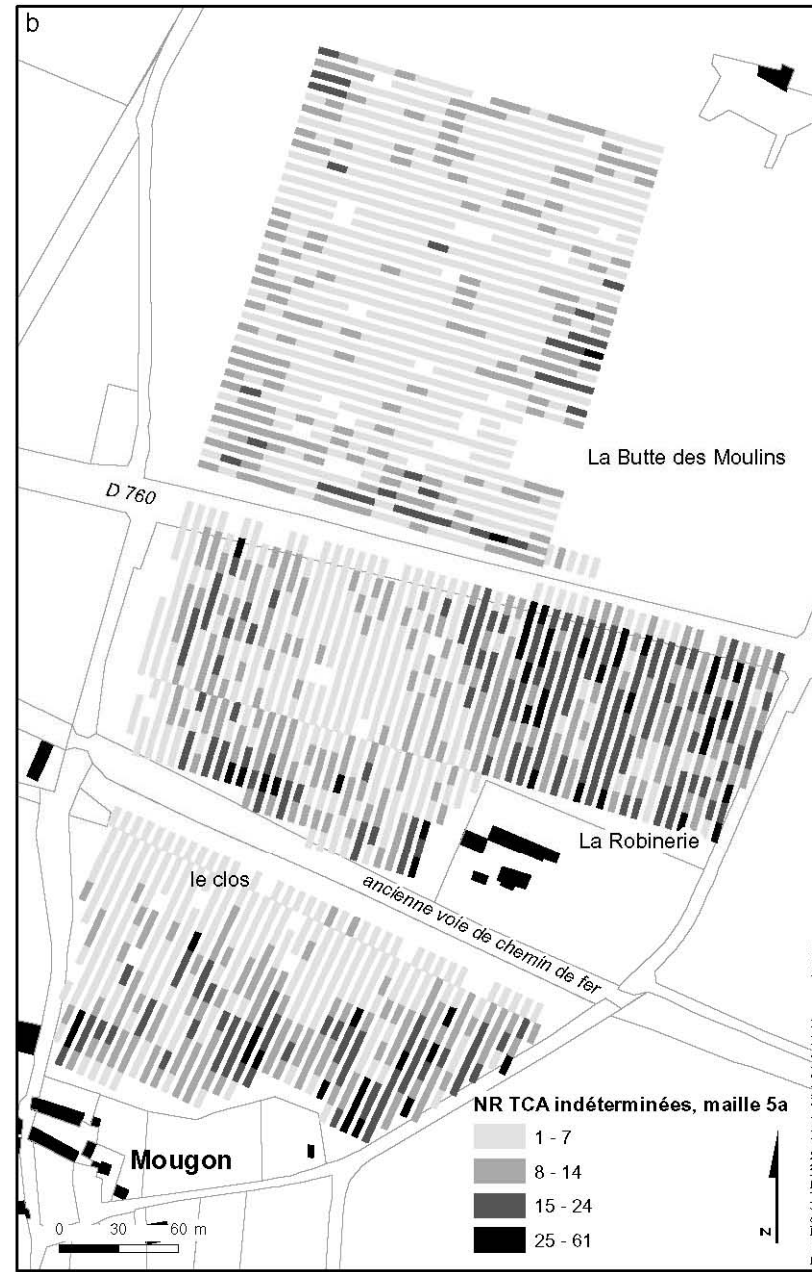 b
La Butte des Moulins
D 760
La Robinerie
le clos
ancienne voie de chemin de fer
NR TCA indéterminées, maille 5a
1 - 7
8 - 14
15 - 24
25 - 61
Mougon
0 30 60 m
N